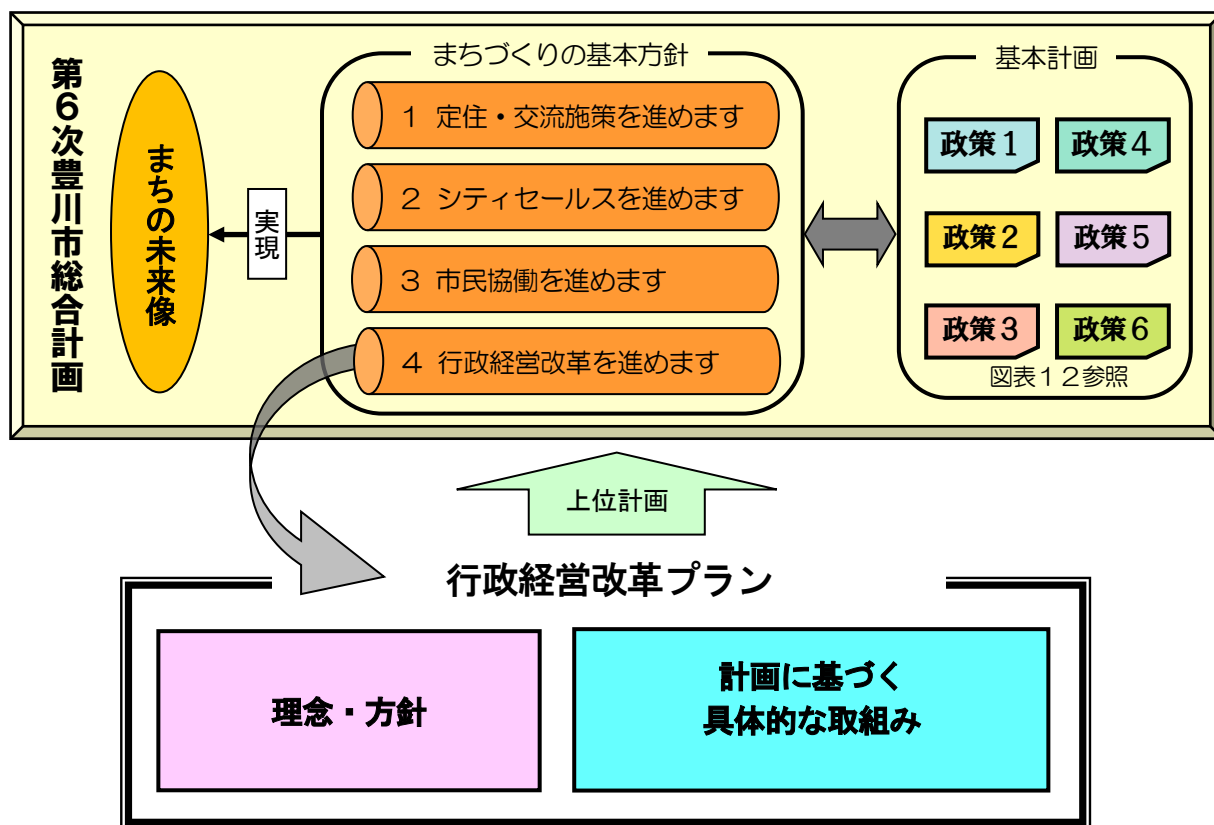 第６次豊川市総合計画
まちの未来像
実現
まちづくりの基本方針
１ 定住・交流施策を進めます
２ シティセールスを進めます
３ 市民協働を進めます
４ 行政経営改革を進めます
基本計画
政策１
政策４
政策２
政策５
政策３
政策６
図表１２参照
上位計画
行政経営改革プラン
理念・方針
計画に基づく
具体的な取組み